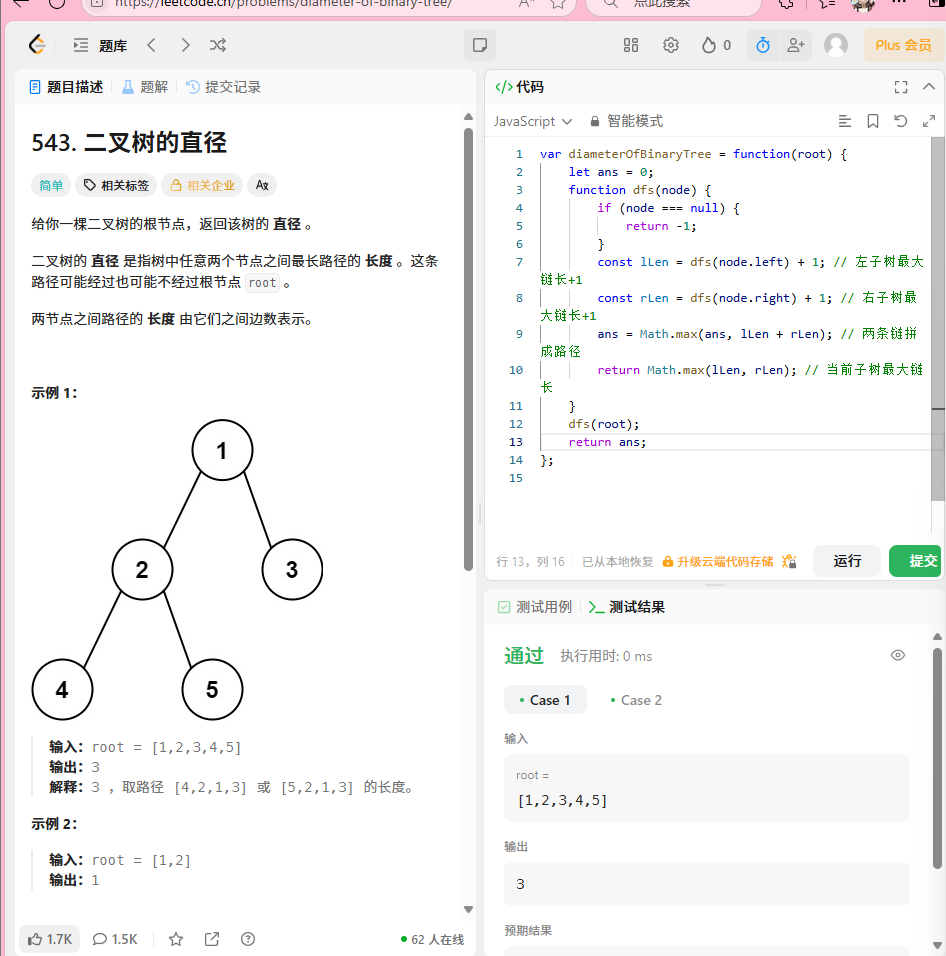 https://leetcode.cn/problems/diameter-of-binary-tree/
点此搜索
题库
0
Plus 会员
题目描述
题解
提交记录
543. 二叉树的直径
简单
相关标签
相关企业
给你一棵二叉树的根节点，返回该树的 直径 。
二叉树的 直径 是指树中任意两个节点之间最长路径的 长度 。这条
路径可能经过也可能不经过根节点 root 。
两节点之间路径的 长度 由它们之间边数表示。
示例 1：
1
2
3
4
5
输入：root = [1,2,3,4,5]
输出：3
解释：3 ，取路径 [4,2,1,3] 或 [5,2,1,3] 的长度。
示例 2：
输入：root = [1,2]
输出：1
1.7K
1.5K
62 人在线
</> 代码
JavaScript
智能模式
1 var diameterOfBinaryTree = function(root) {
2 let ans = 0;
3 function dfs(node) {
4 if (node === null) {
5 return -1;
6 }
7 const lLen = dfs(node.left) + 1; // 左子树最大
链长+1
8 const rLen = dfs(node.right) + 1; // 右子树最
大链长+1
9 ans = Math.max(ans, lLen + rLen); // 两条链拼
成路径
10 return Math.max(lLen, rLen); // 当前子树最大链
长
11 }
12 dfs(root);
13 return ans;
14 };
15
行 13，列 16
已从本地恢复
升级云端代码存储
运行
提交
测试用例
测试结果
通过
执行用时: 0 ms
Case 1
Case 2
输入
root =
[1,2,3,4,5]
输出
3
预期结果